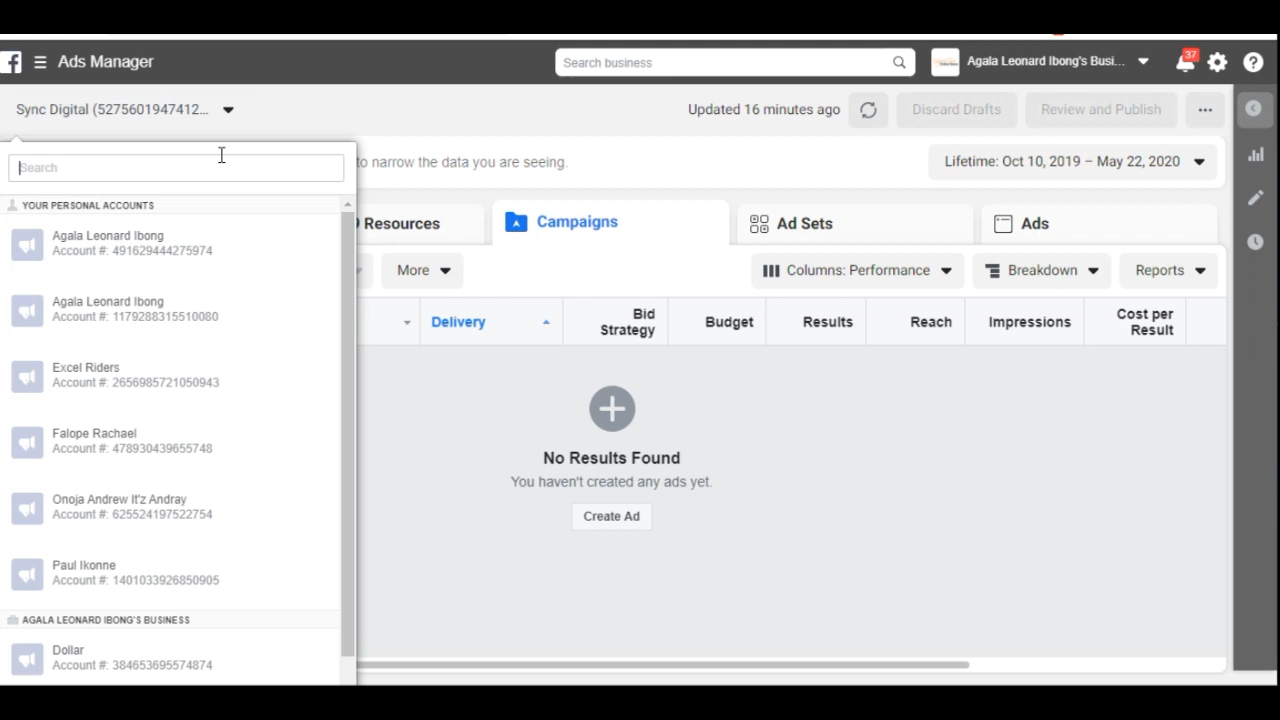 Ads Manager
Search business
Agala Leonard Ibong's Busi...
37
Sync Digital (5275601947412...
Updated 16 minutes ago
Discard Drafts
Review and Publish
Search
to narrow the data you are seeing.
Lifetime: Oct 10, 2019 – May 22, 2020
YOUR PERSONAL ACCOUNTS
Agala Leonard Ibong
Account #: 491629444275974
Agala Leonard Ibong
Account #: 1179288315510080
Excel Riders
Account #: 2656985721050943
Falope Rachael
Account #: 478930439655748
Onoja Andrew It'z Andray
Account #: 625524197522754
Paul Ikonne
Account #: 1401033926850905
AGALA LEONARD IBONG'S BUSINESS
Dollar
Account #: 384653695574874
Resources
Campaigns
Ad Sets
Ads
More
Columns: Performance
Breakdown
Reports
Delivery
Bid Strategy
Budget
Results
Reach
Impressions
Cost per Result
No Results Found
You haven't created any ads yet.
Create Ad